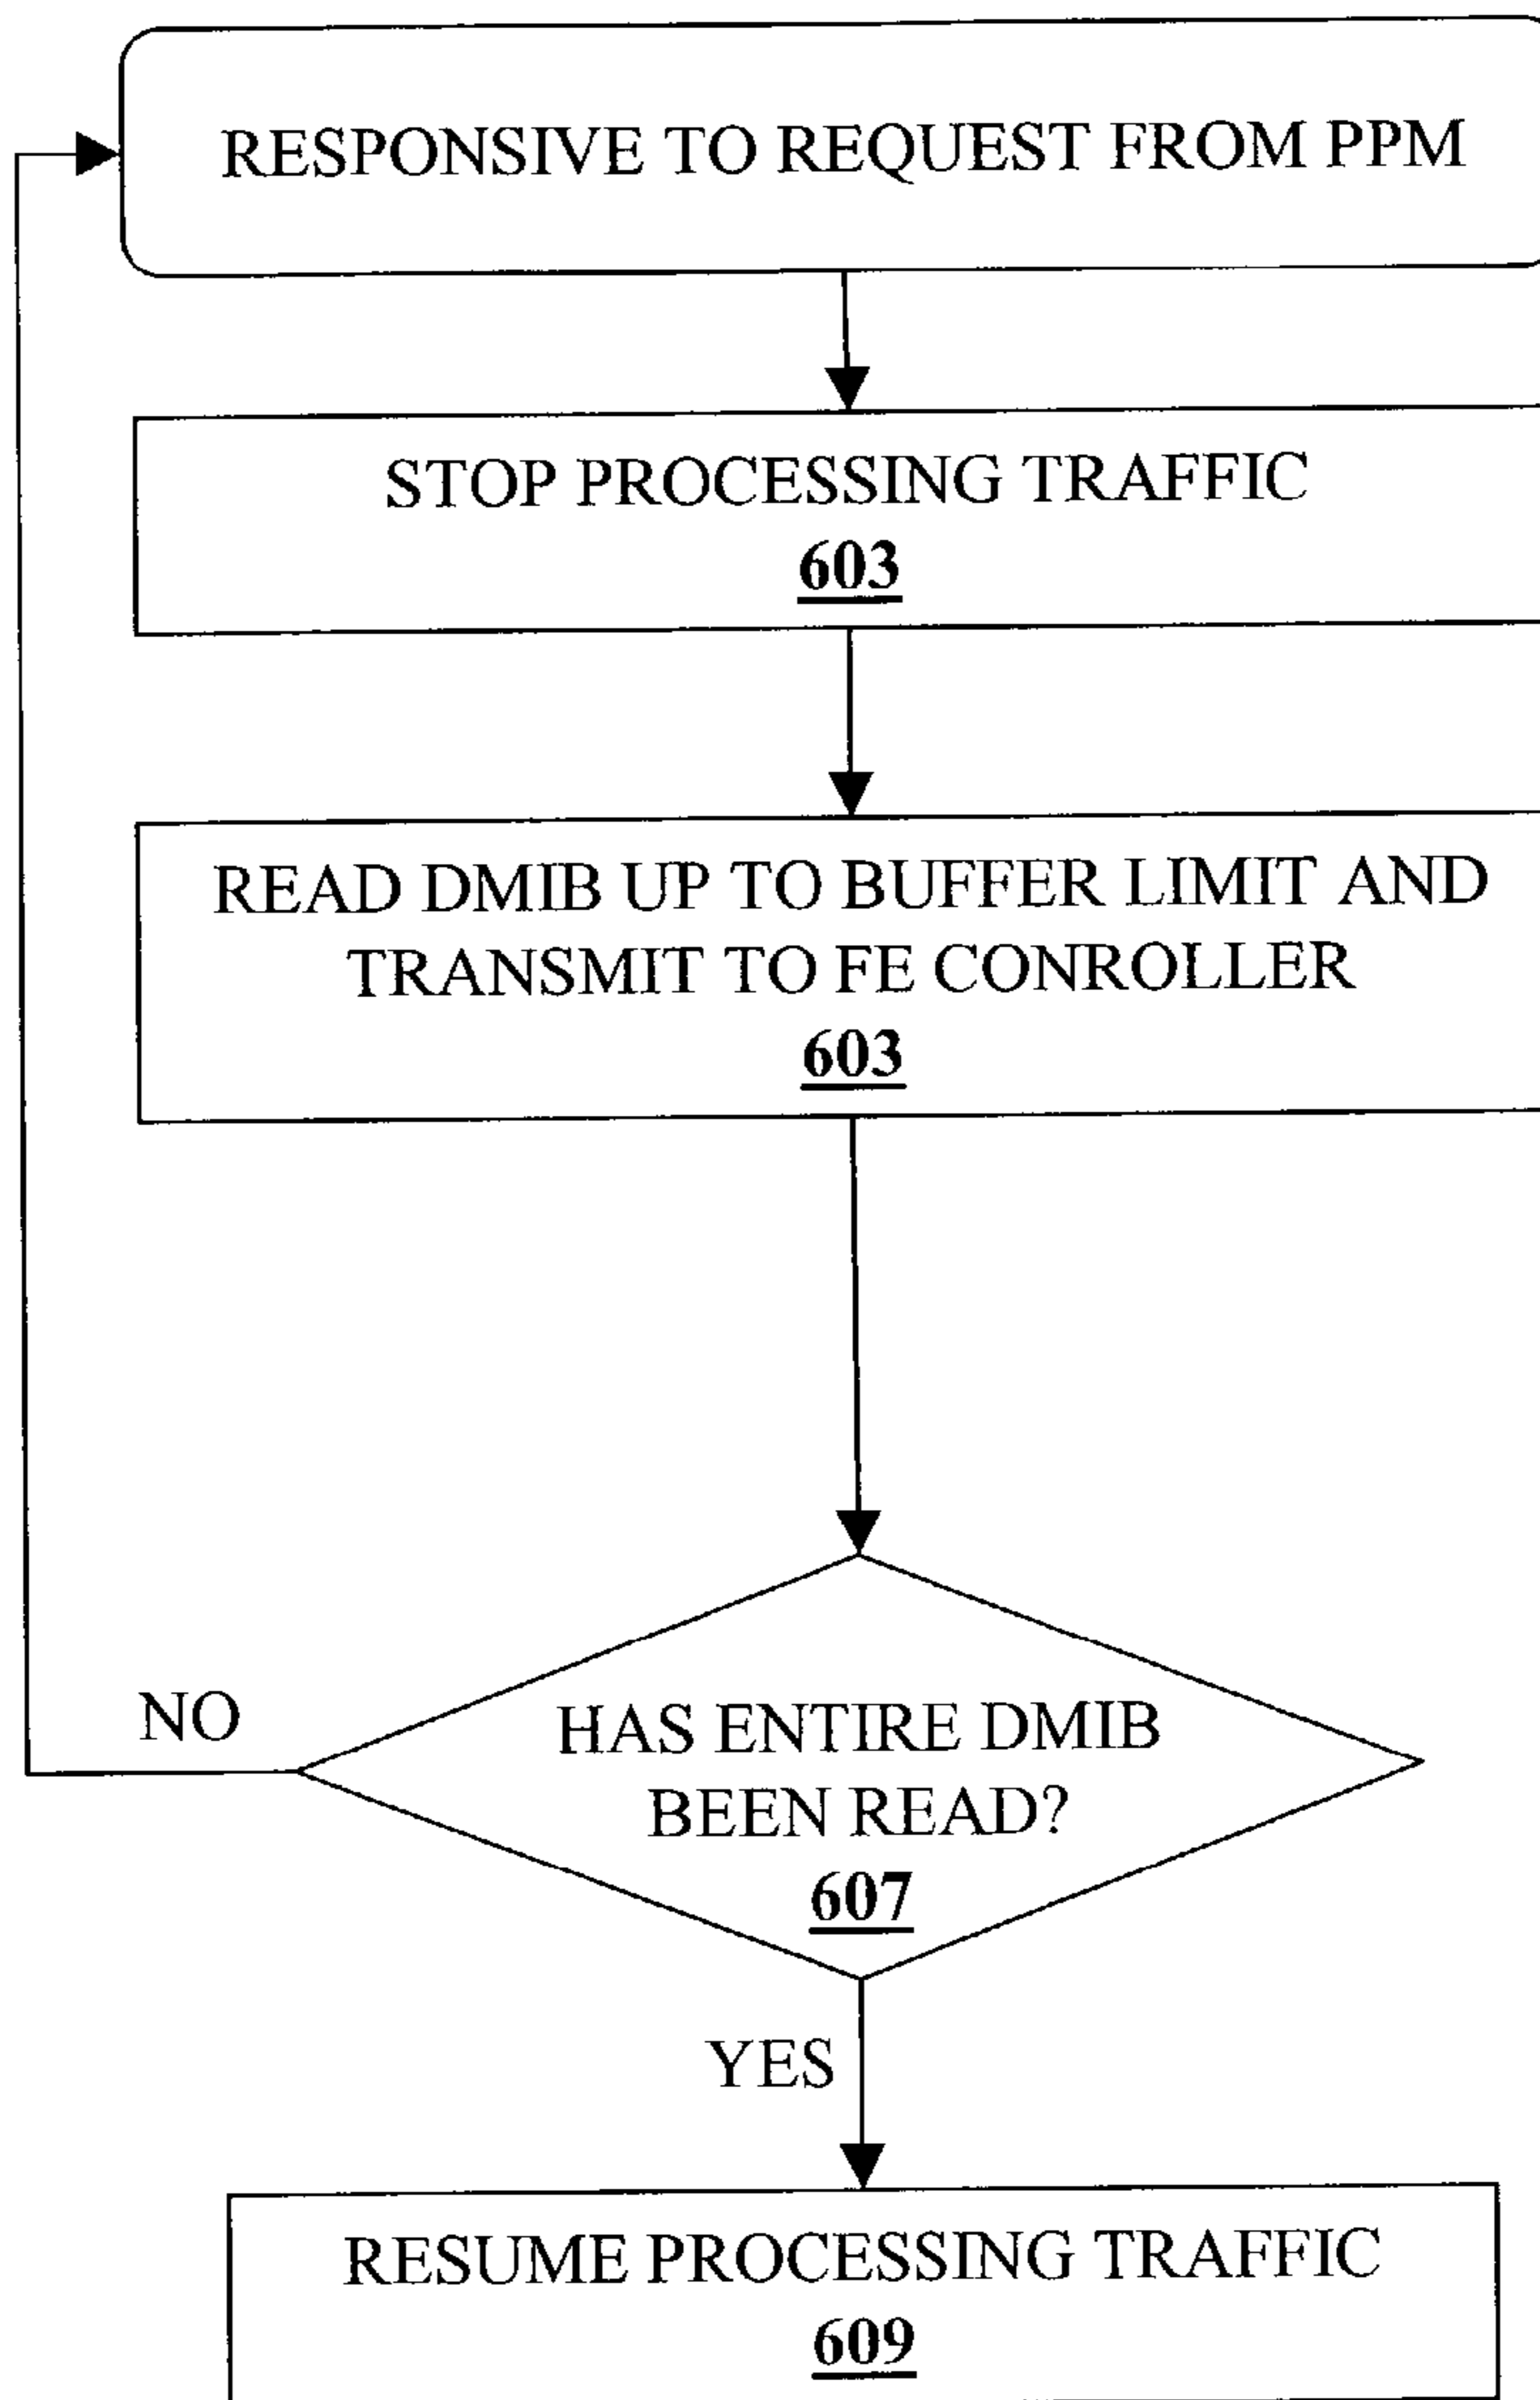 RESPONSIVE TO REQUEST FROM PPM
STOP PROCESSING TRAFFIC
603
READ DMIB UP TO BUFFER LIMIT AND
TRANSMIT TO FE CONROLLER
603
HAS ENTIRE DMIB
BEEN READ?
607
NO
YES
RESUME PROCESSING TRAFFIC
609